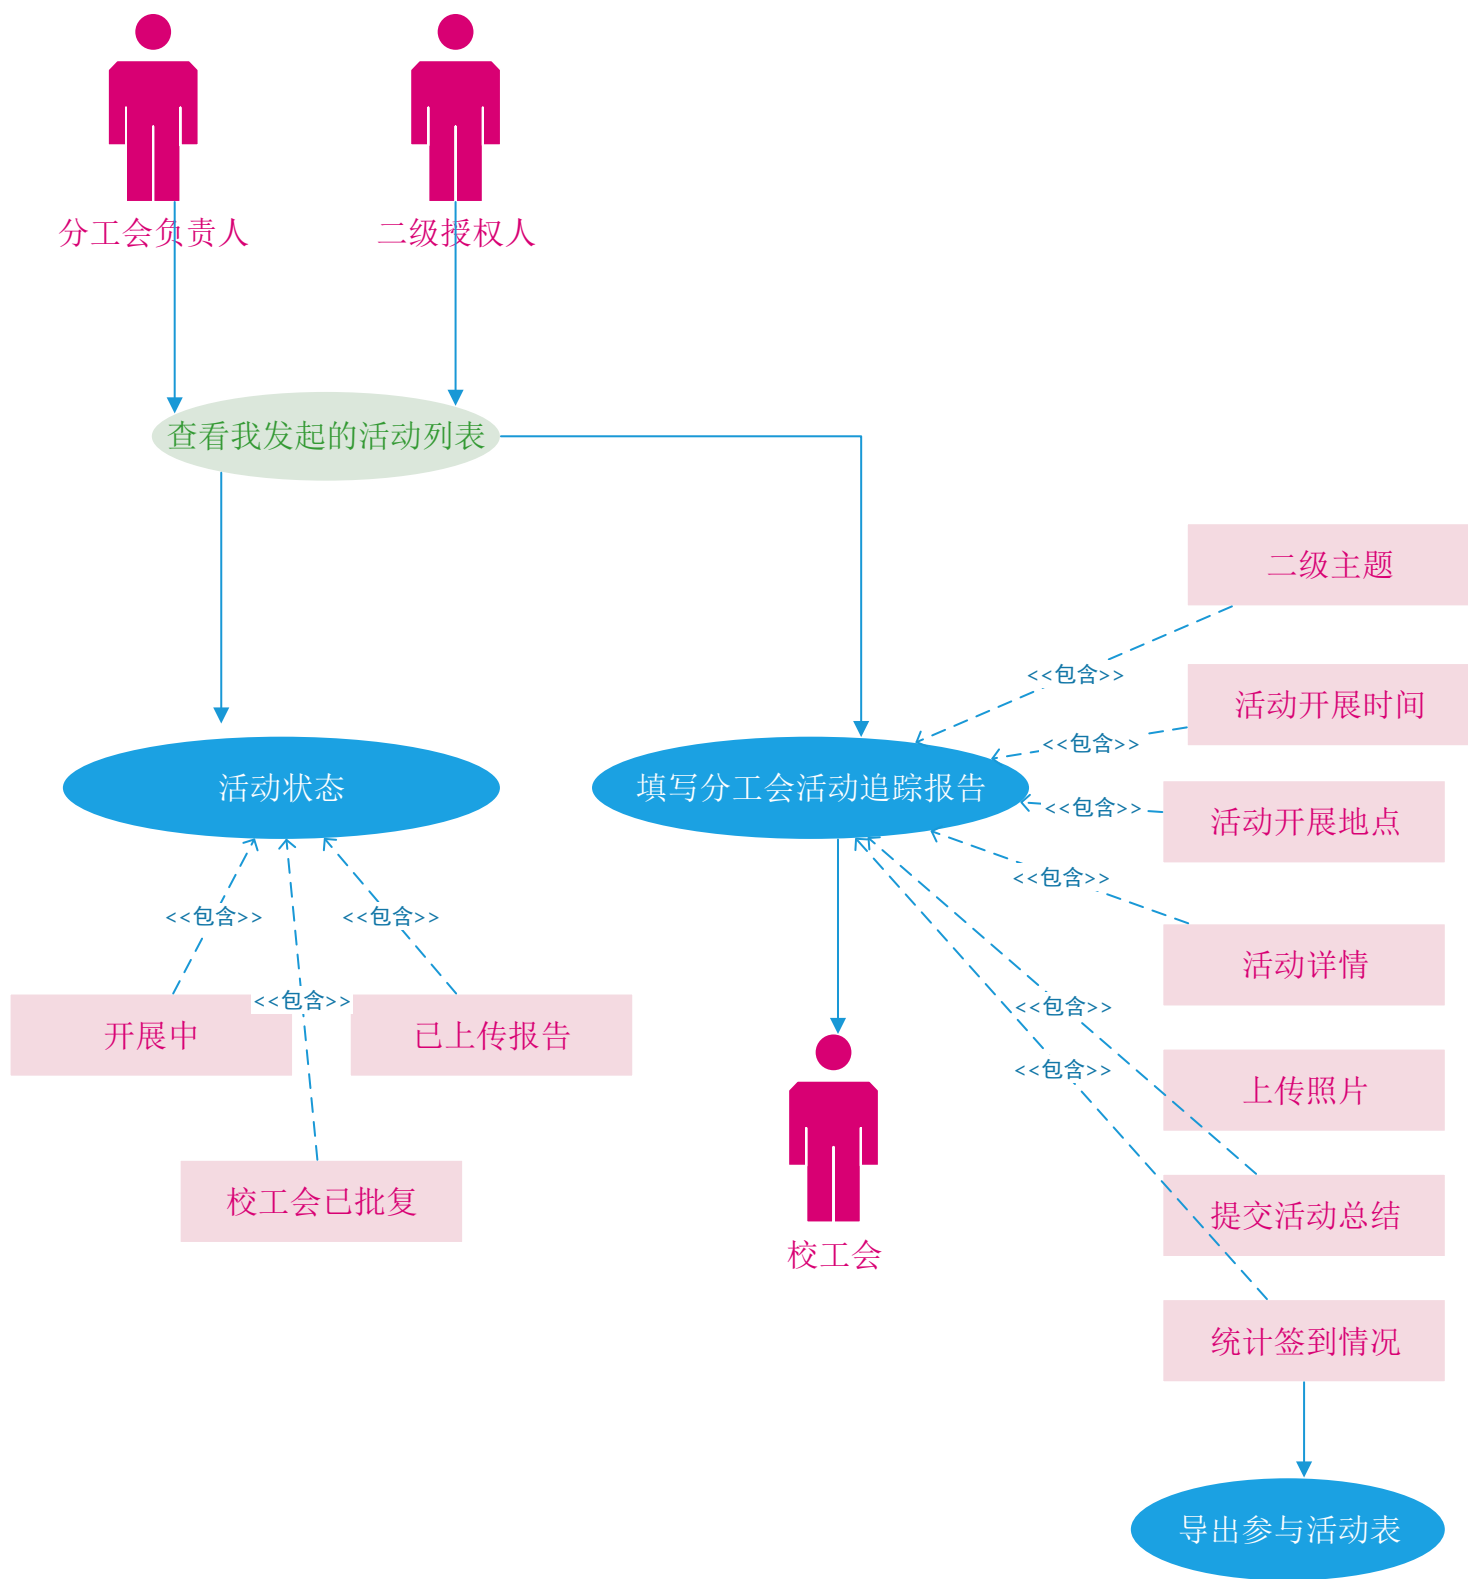 分工会负责人
二级授权人
查看我发起的活动列表
二级主题
<<包含>>
活动开展时间
<<包含>>
活动状态
填写分工会活动追踪报告
<<包含>>
活动开展地点
<<包含>>
<<包含>>
<<包含>>
活动详情
<<包含>>
<<包含>>
开展中
已上传报告
<<包含>>
上传照片
校工会已批复
提交活动总结
校工会
统计签到情况
导出参与活动表